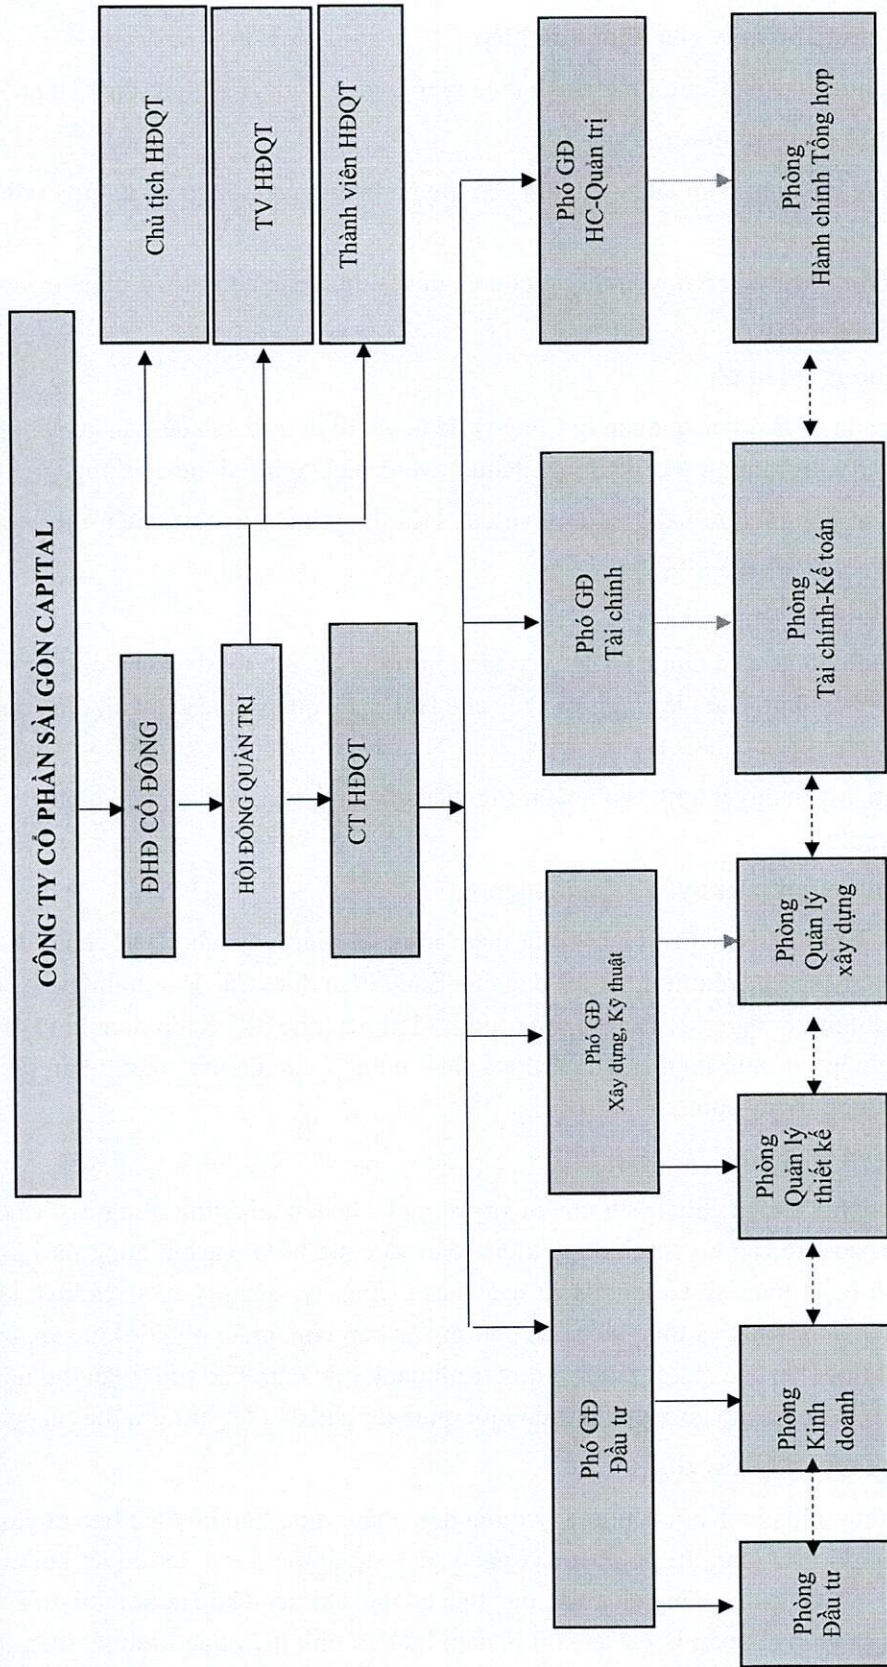 CÔNG TY CỔ PHẦN SÀI GÒN CAPITAL
ĐHĐ CỔ ĐÔNG
HỘI ĐỒNG QUẢN TRỊ
Chủ tịch HĐQT
TV HĐQT
Thành viên HĐQT
CT HĐQT
Phó GĐ
Đầu tư
Phó GĐ
Xây dựng, Kỹ thuật
Phó GĐ
Tài chính
Phó GĐ
HC-Quản trị
Phòng
Đầu tư
Phòng
Kinh
doanh
Phòng
Quản lý
thiết kế
Phòng
Quản lý
xây dựng
Phòng
Tài chính-Kế toán
Phòng
Hành chính Tổng hợp